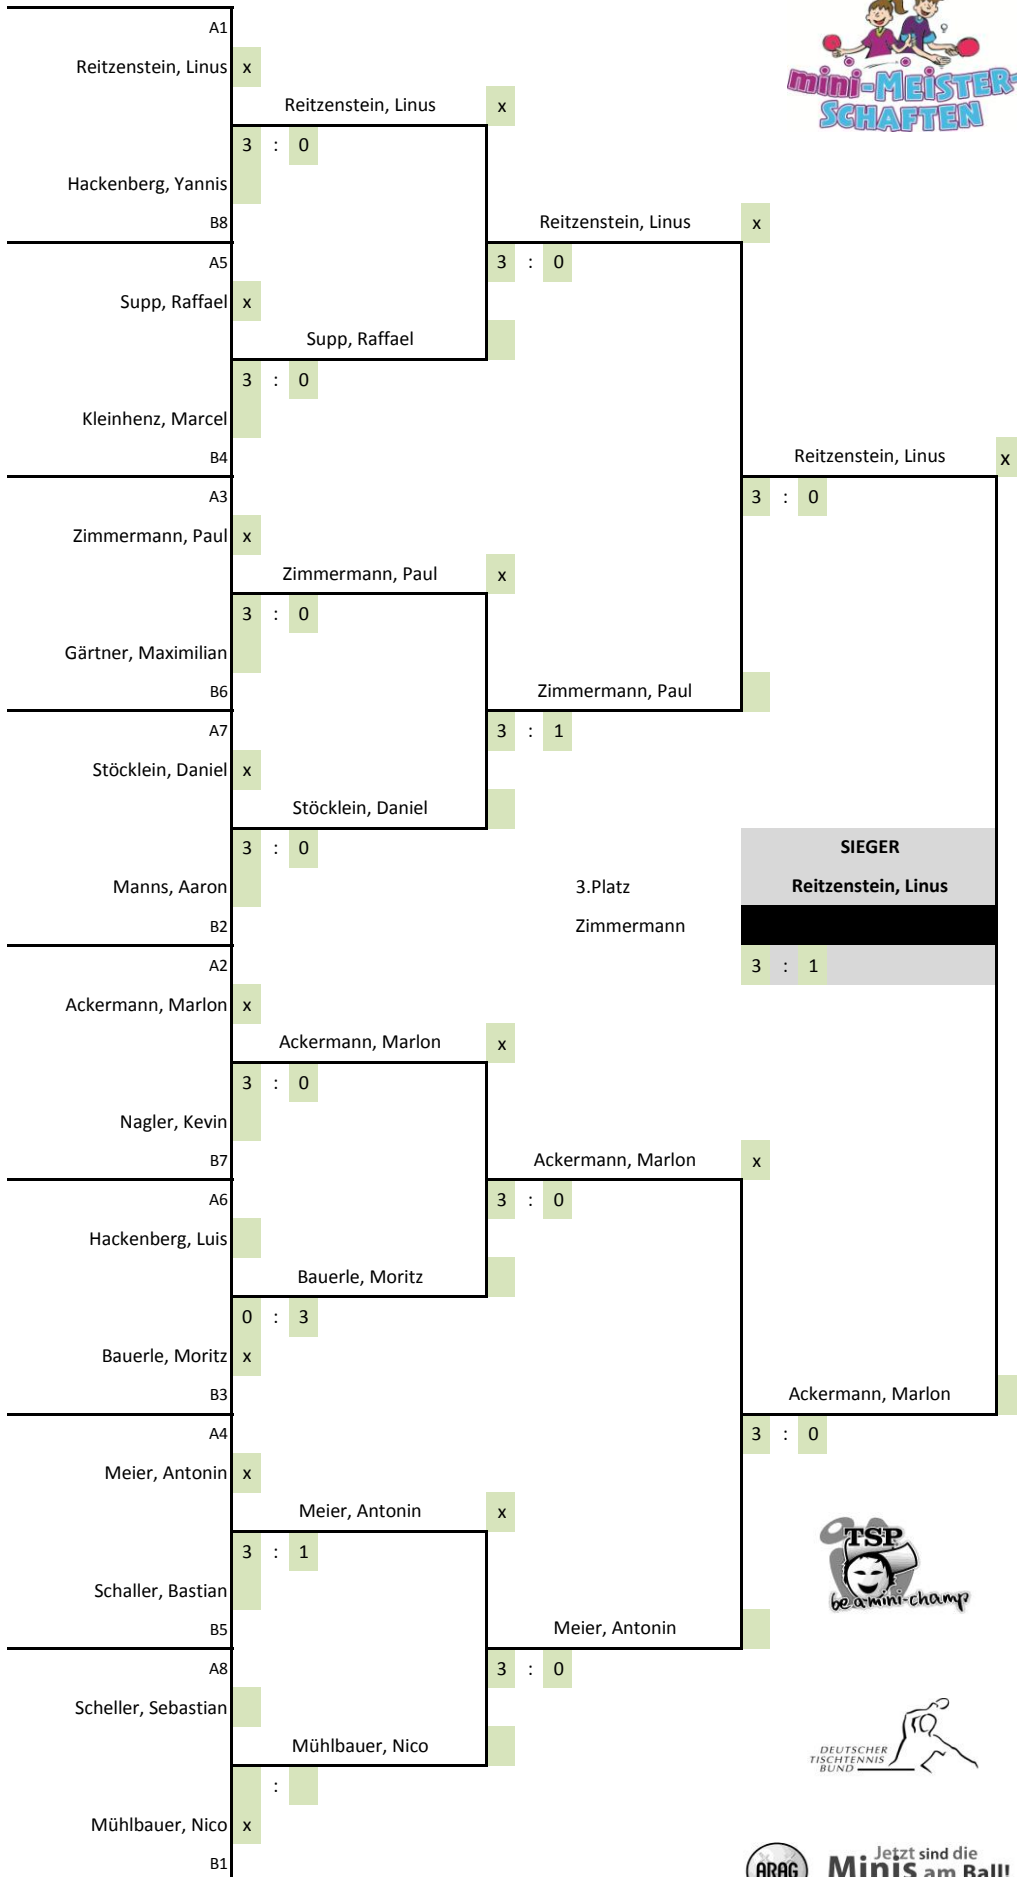 A1
Reitzenstein, Linus x
mini-MEISTER-
SCHAFTEN
Reitzenstein, Linus x
3 : 0
Hackenberg, Yannis
B8
Reitzenstein, Linus x
A5
3 : 0
Supp, Raffael x
Supp, Raffael
3 : 0
Kleinhenz, Marcel
B4
Reitzenstein, Linus x
A3
3 : 0
Zimmermann, Paul x
Zimmermann, Paul x
3 : 0
Gärtner, Maximilian
B6
Zimmermann, Paul
A7
3 : 1
Stöcklein, Daniel x
Stöcklein, Daniel
3 : 0
SIEGER
Manns, Aaron
3.Platz
Reitzenstein, Linus
B2
Zimmermann
A2
3 : 1
Ackermann, Marlon x
Ackermann, Marlon x
3 : 0
Nagler, Kevin
B7
Ackermann, Marlon x
A6
3 : 0
Hackenberg, Luis
Bauerle, Moritz
0 : 3
Bauerle, Moritz x
B3
Ackermann, Marlon
A4
3 : 0
Meier, Antonin x
Meier, Antonin x
3 : 1
TSP
be a mini-champ
Schaller, Bastian
B5
Meier, Antonin
A8
3 : 0
Scheller, Sebastian
Mühlbauer, Nico
DEUTSCHER
TISCHTENNIS
BUND
:
Mühlbauer, Nico x
B1
ARAG
Jetzt sind die
Minis am Ball!